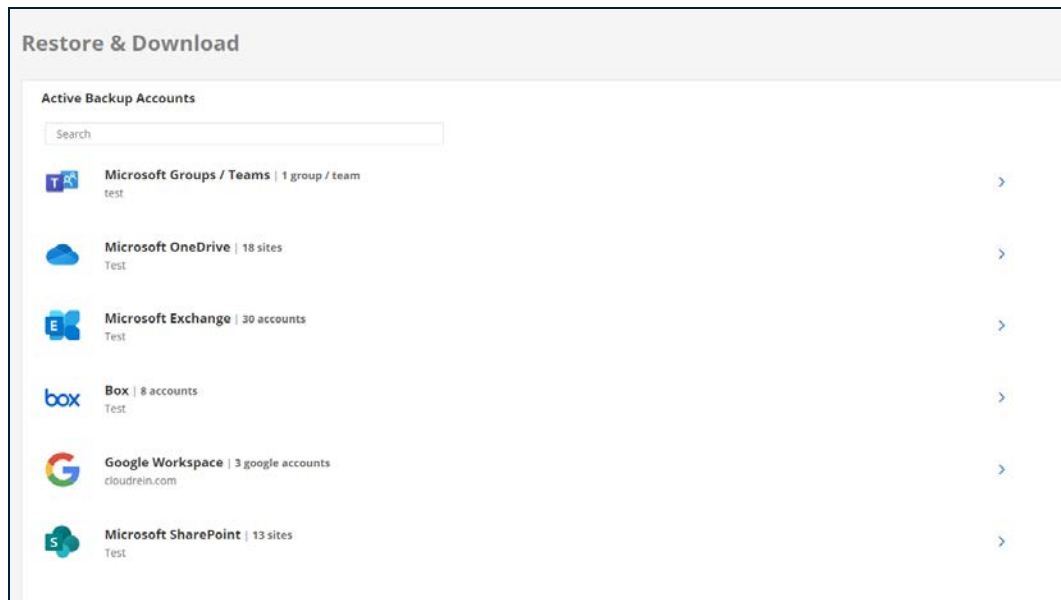 Restore & Download
Active Backup Accounts
Search
T
Microsoft Groups / Teams | 1 group / team
test
Microsoft OneDrive | 18 sites
Test
E
Microsoft Exchange | 30 accounts
Test
box
Box | 8 accounts
Test
G
Google Workspace | 3 google accounts
cloudrein.com
S
Microsoft SharePoint | 13 sites
Test